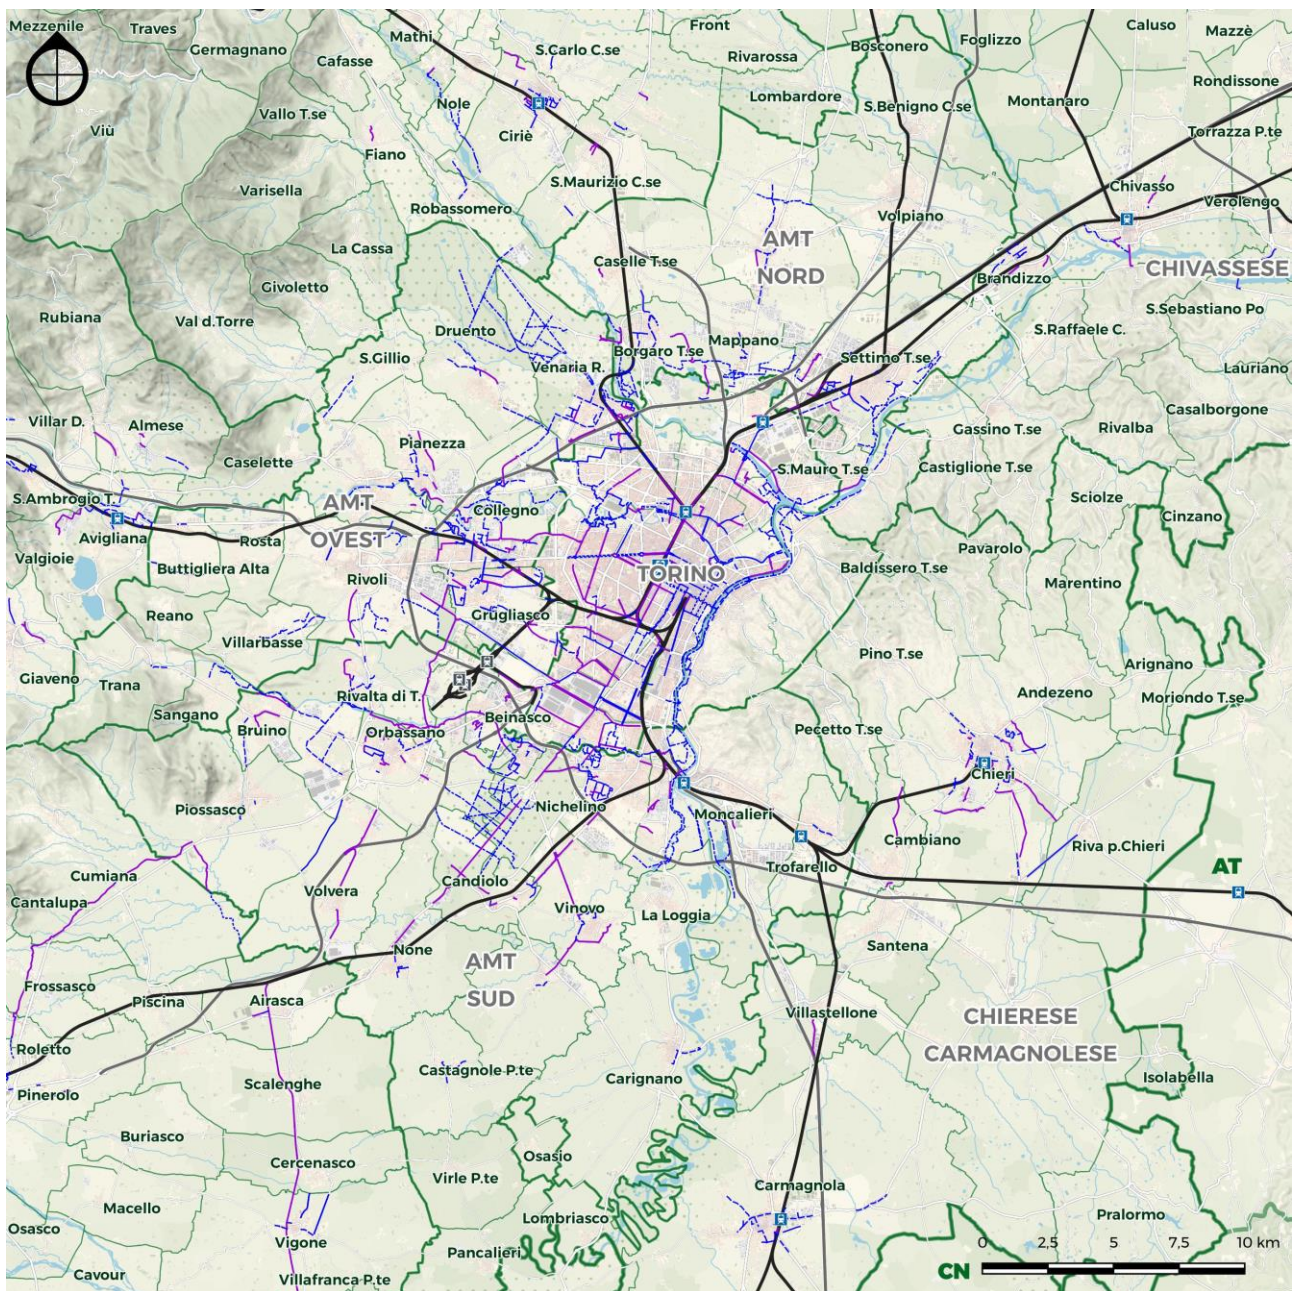 Mezzenile
Traves
Mathi
Front
Caluso
Mazzè
Germagnano
Cafasse
S.Carlo C.se
Rivarossa
Bosconero
Foglizzo
Rondissone
Vallo T.se
Nole
Lombardore
S.Benigno C.se
Montanaro
Viù
Ciriè
Torrazza P.te
Fiano
Varisella
S.Maurizio C.se
Chivasso
Robassomero
Volpiano
Verolengo
La Cassa
AMT
NORD
Caselle T.se
CHIVASSESE
Givoletto
Brandizzo
Rubiana
Val d.Torre
Druento
S.Sebastiano Po
S.Raffaele C.
S.Gillio
Borgaro T.se
Mappano
Settimo T.se
Venaria R.
Lauriano
Villar D.
Almese
Casalborgone
Pianezza
Gassino T.se
Rivalba
Caselette
S.Mauro T.se
Castiglione T.se
S.Ambrogio T.
AMT
OVEST
Collegno
Sciolze
Cinzano
Avigliana
Rosta
Valgioie
Pavarolo
Buttigliera Alta
Rivoli
TORINO
Baldissero T.se
Marentino
Reano
Grugliasco
Villarbasse
Pino T.se
Arignano
Giaveno
Trana
Rivalta di T.
Andezeno
Moriondo T.se
Sangano
Beinasco
Bruino
Orbassano
Pecetto T.se
Chieri
Piossasco
Nichelino
Moncalieri
Cambiano
Riva p.Chieri
Trofarello
AT
Cumiana
Volvera
Candiolo
Cantalupa
Vinovo
La Loggia
None
Santena
AMT
SUD
Frossasco
Piscina
Airasca
Villastellone
CHIERESE
CARMAGNOLESE
Roletto
Castagnole P.te
Carignano
Isolabella
Scalenghe
Pinerolo
Buriasco
Osasio
Cercenasco
Virle P.te
Carmagnola
Macello
Lombriasco
Pralormo
Osasco
Vigone
Pancalieri
0 2,5 5 7,5 10 km
Cavour
Villafranca P.te
CN